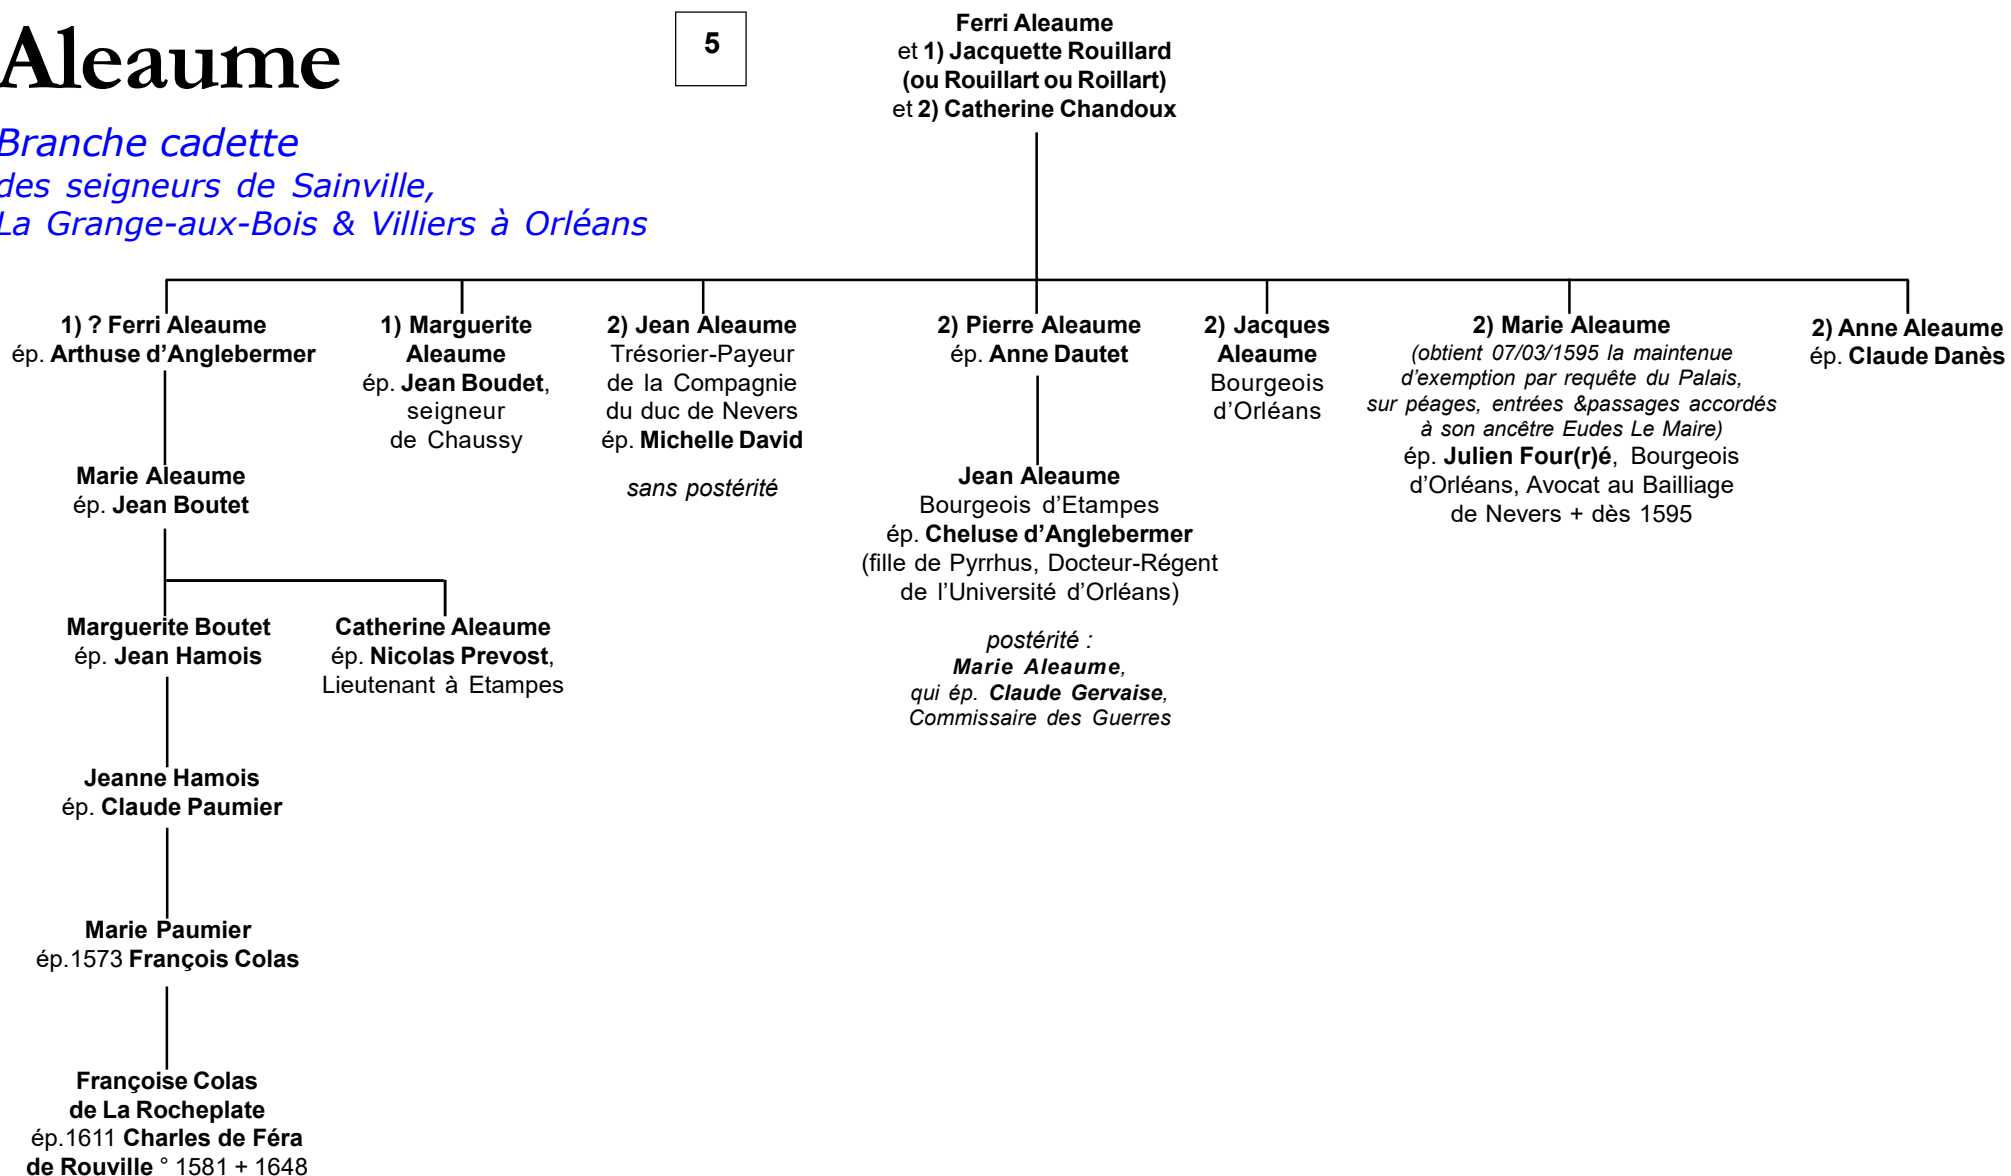 Aleaume
Branche cadette
des seigneurs de Sainville,
La Grange-aux-Bois & Villiers à Orléans
5
Ferri Aleaume
et 1) Jacquette Rouillard
(ou Rouillart ou Roillart)
et 2) Catherine Chandoux
1) ? Ferri Aleaume
ép. Arthuse d’Anglebermer
1) Marguerite
Aleaume
ép. Jean Boudet,
seigneur
de Chaussy
2) Jean Aleaume
Trésorier-Payeur
de la Compagnie
du duc de Nevers
ép. Michelle David
sans postérité
2) Pierre Aleaume
ép. Anne Dautet
2) Jacques
Aleaume
Bourgeois
d’Orléans
2) Marie Aleaume
(obtient 07/03/1595 la maintenue
d’exemption par requête du Palais,
sur péages, entrées &passages accordés
à son ancêtre Eudes Le Maire)
ép. Julien Four(r)é, Bourgeois
d’Orléans, Avocat au Bailliage
de Nevers + dès 1595
2) Anne Aleaume
ép. Claude Danès
Marie Aleaume
ép. Jean Boutet
Jean Aleaume
Bourgeois d’Etampes
ép. Cheluse d’Anglebermer
(fille de Pyrrhus, Docteur-Régent
de l’Université d’Orléans)
postérité :
Marie Aleaume,
qui ép. Claude Gervaise,
Commissaire des Guerres
Marguerite Boutet
ép. Jean Hamois
Catherine Aleaume
ép. Nicolas Prevost,
Lieutenant à Etampes
Jeanne Hamois
ép. Claude Paumier
Marie Paumier
ép.1573 François Colas
Françoise Colas
de La Rocheplate
ép.1611 Charles de Féra
de Rouville ° 1581 + 1648